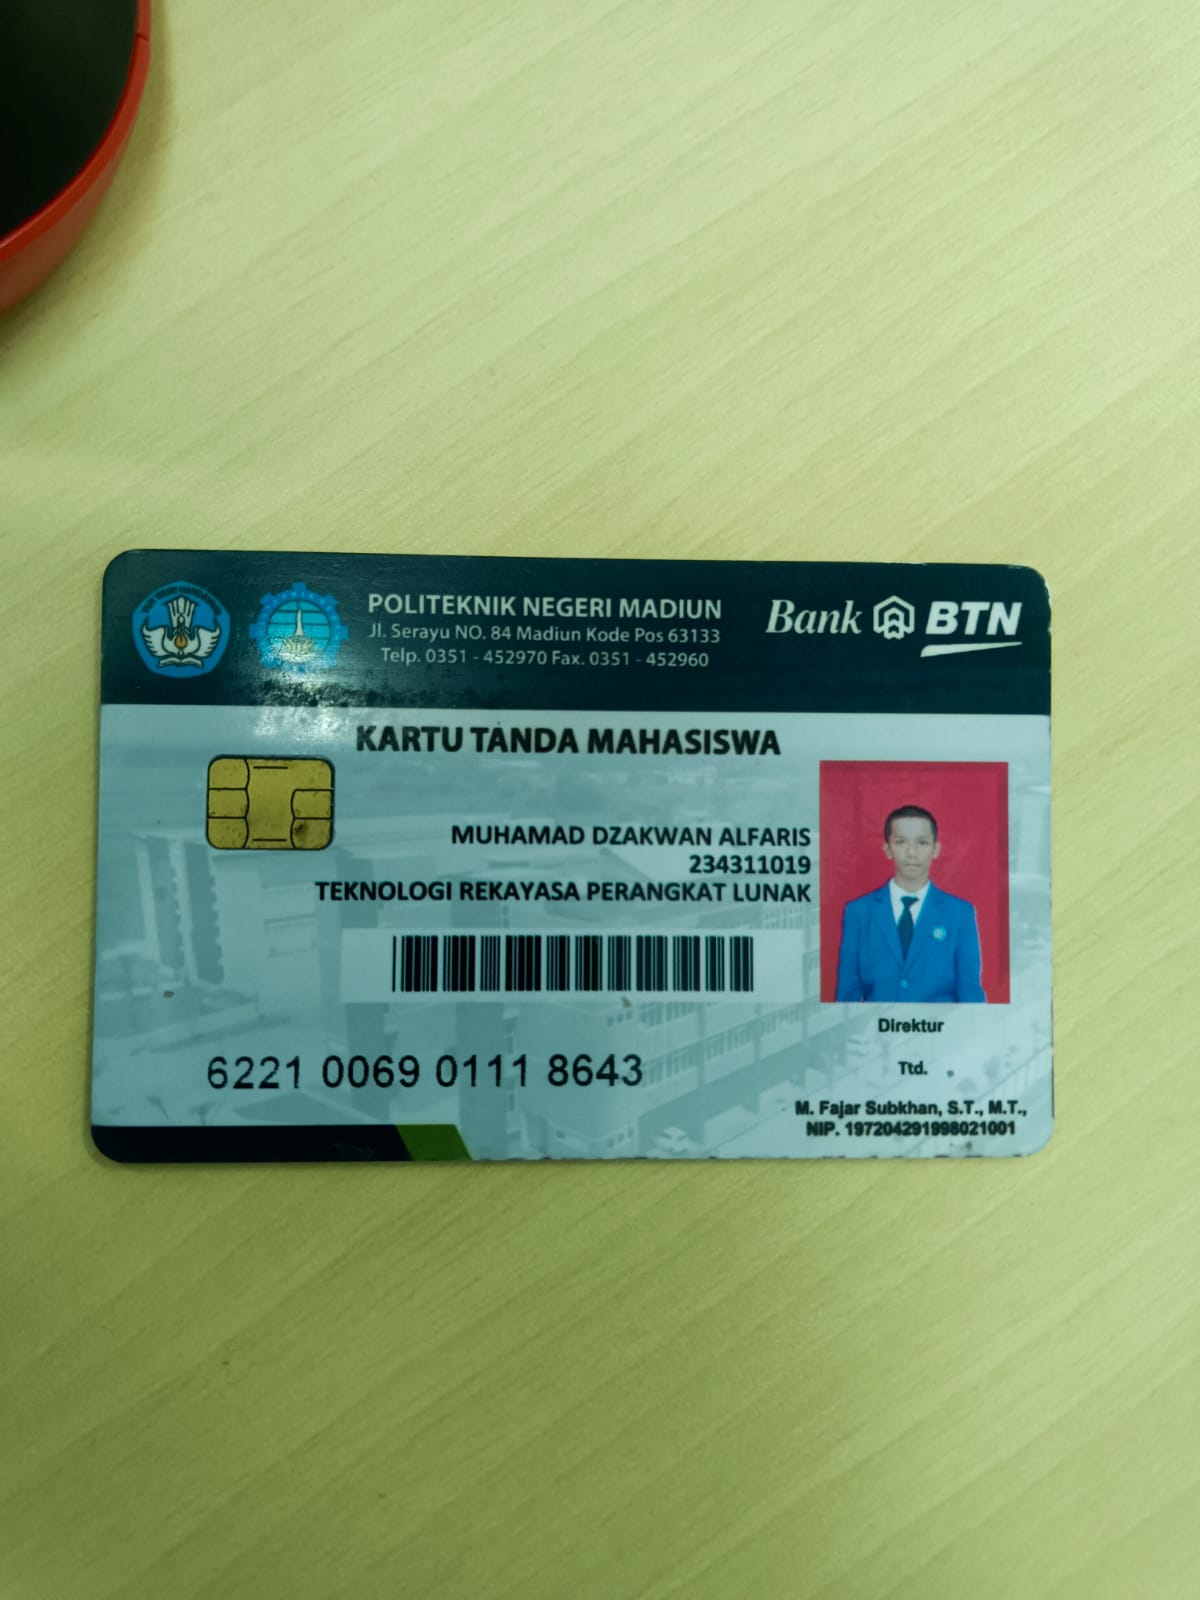 POLITEKNIK NEGERI MADIUN
Jl. Serayu NO. 84 Madiun Kode Pos 63133
Telp. 0351 - 452970 Fax. 0351 - 452960
Bank BTN
KARTU TANDA MAHASISWA
MUHAMAD DZAKWAN ALFARIS
234311019
TEKNOLOGI REKAYASA PERANGKAT LUNAK
6221 0069 0111 8643
Direktur
Ttd.
M. Fajar Subkhan, S.T., M.T.,
NIP. 197204291998021001